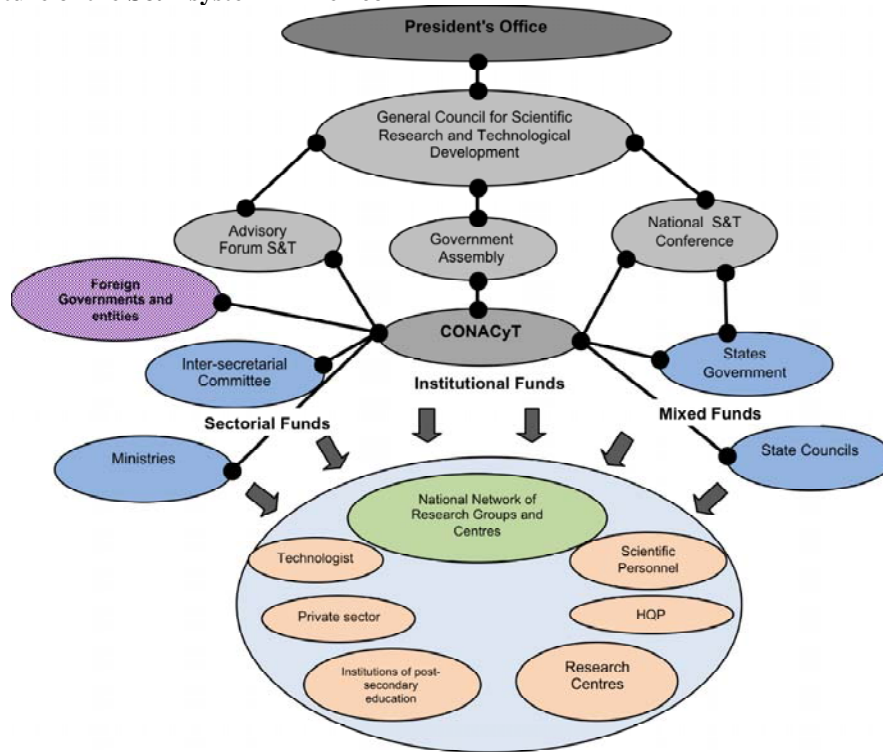 President's Office
General Council for Scientific
Research and Technological
Development
Advisory
Forum S&T
Government
Assembly
National S&T
Conference
Foreign
Governments and
entities
CONACyT
Inter-secretarial
Committee
States
Government
Institutional Funds
Sectorial Funds
Mixed Funds
Ministries
State Councils
National Network of
Research Groups and
Centres
Technologist
Scientific
Personnel
Private sector
HQP
Institutions of post-
secondary
education
Research
Centres